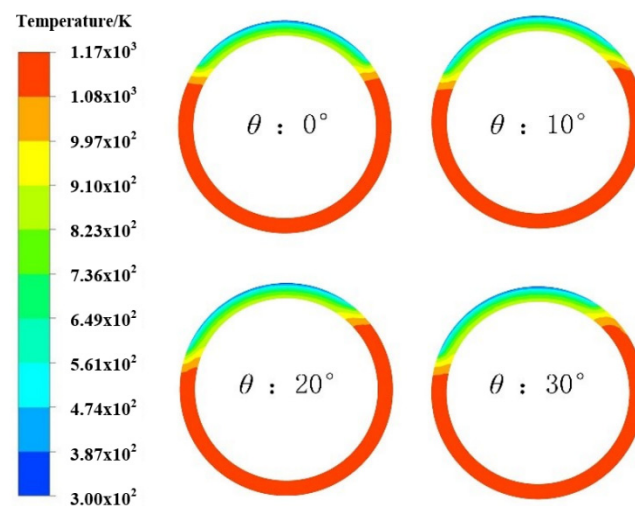 Temperature/K
1.17x10³
1.08x10³
9.97x10²
9.10x10²
8.23x10²
7.36x10²
6.49x10²
5.61x10²
4.74x10²
3.87x10²
3.00x10²
θ : 0°
θ : 10°
θ : 20°
θ : 30°